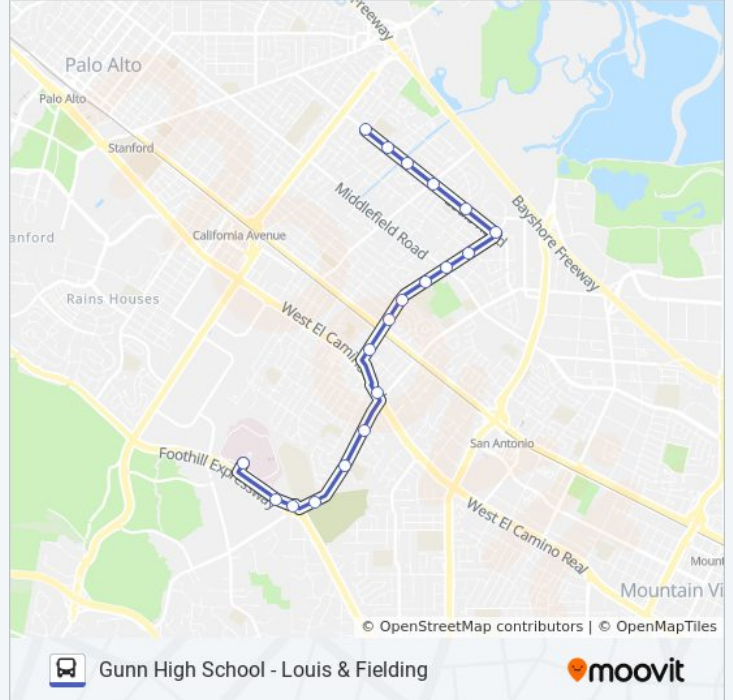 Freeway
Palo Alto
Palo Alto
Stanford
Middlefield Road
Bayshore Freeway
anford
California Avenue
Rains Houses
West El Camino
San Antonio
Foothill Expressway
West El Camino Real
Mount
Mountain Vi
© OpenStreetMap contributors | © OpenMapTiles
Gunn High School - Louis & Fielding
moovit